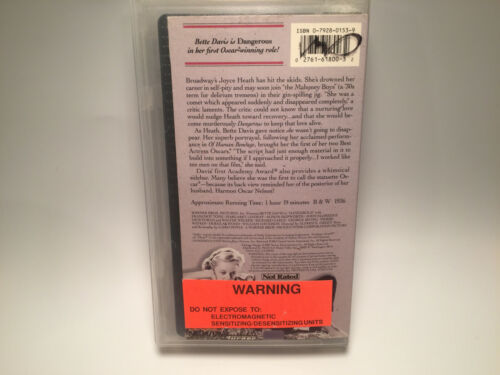 ISBN 0-7928-0153-9
0 27616 1800 3 2
Bette Davis is Dangerous
in her first Oscar-winning role!
Broadway's Joyce Heath has hit the skids. She's drowned her
career in self-pity and may soon join "the Mahoney Boys" (a '30s
term for delirium tremens) in their gin-spilling jig. "She was a
comet which appeared suddenly and disappeared completely,"
a critic laments. The critic could not know that a nurturing love
would nudge Heath toward recovery...and that she would be-
come murderously Dangerous to keep that love alive.
As Heath, Bette Davis gave notice she wasn't going to disap-
pear. Her superb portrayal, following her acclaimed perform-
ance in Of Human Bondage, brought her the first of her two Best
Actress Oscars.® "The script had just enough material in it to
build into something if I approached it properly...I worked like
ten men on that film," she said.
Davis' first Academy Award® also provides a whimsical
sidebar. Many believe she was the first to call the statuette Os-
car®—because its back view reminded her of the posterior of her
husband, Harmon Oscar Nelson!
Approximate Running Time: 1 hour 19 minutes B & W 1936
Not Rated
WARNING
DO NOT EXPOSE TO:
ELECTROMAGNETIC
SENSITIZING/DESENSITIZING UNITS